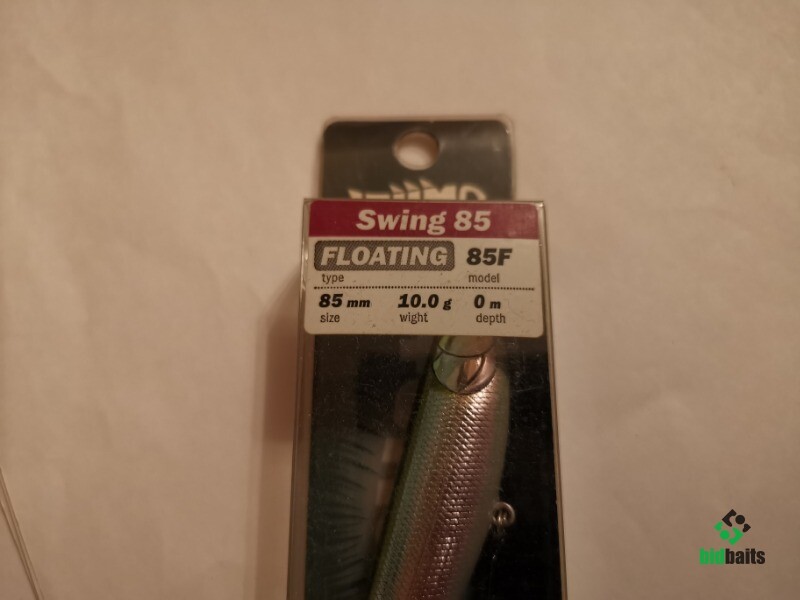 Swing 85
FLOATING 85F
type model
85 mm 10.0 g 0 m
size wight depth
bidbaits